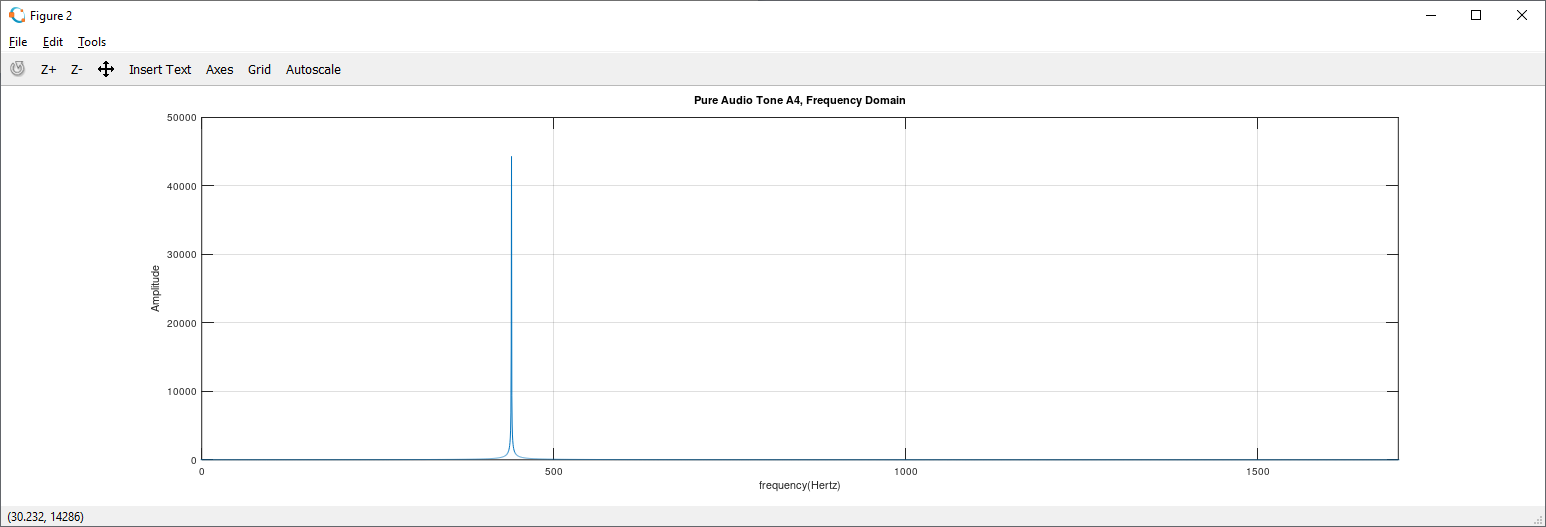 Figure 2
File Edit Tools
Z+ Z- Insert Text Axes Grid Autoscale
Pure Audio Tone A4, Frequency Domain
50000
40000
30000
20000
10000
0
Amplitude
0 500 1000 1500
frequency(Hertz)
(30.232, 14286)